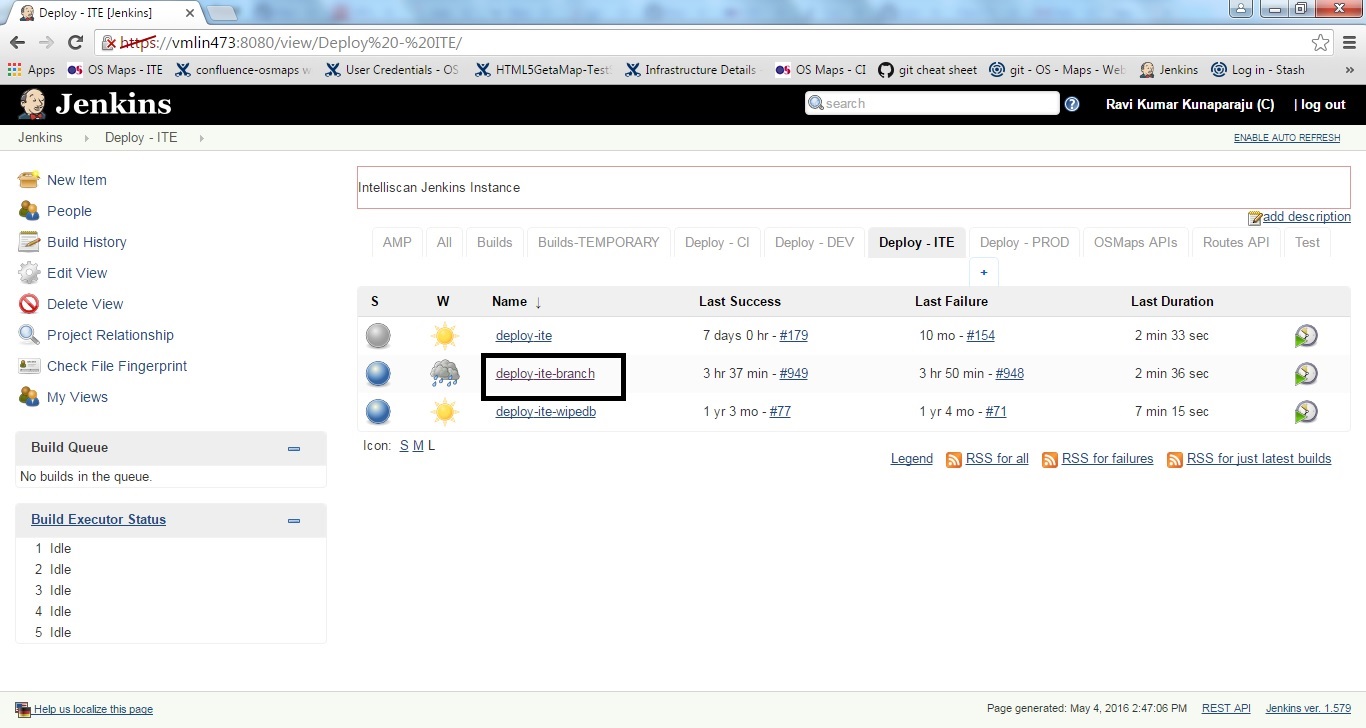 Deploy - ITE [Jenkins]
https://vmlin473:8080/view/Deploy%20-%20ITE/
Apps OS Maps - ITE confluence-osmaps w User Credentials - OS HTML5GetaMap-Test Infrastructure Details OS Maps - CI git cheat sheet git - OS - Maps - Web Jenkins Log in - Stash »
Jenkins search ? Ravi Kumar Kunaparaju (C) | log out
Jenkins Deploy - ITE ENABLE AUTO REFRESH
New Item
People
Build History
Edit View
Delete View
Project Relationship
Check File Fingerprint
My Views
Build Queue
No builds in the queue.
Build Executor Status
1 Idle
2 Idle
3 Idle
4 Idle
5 Idle
Intelliscan Jenkins Instance
add description
AMP All Builds Builds-TEMPORARY Deploy - CI Deploy - DEV Deploy - ITE Deploy - PROD OSMaps APIs Routes API Test
+
S W Name ↓ Last Success Last Failure Last Duration
deploy-ite 7 days 0 hr - #179 10 mo - #154 2 min 33 sec
deploy-ite-branch 3 hr 37 min - #949 3 hr 50 min - #948 2 min 36 sec
deploy-ite-wipedb 1 yr 3 mo - #77 1 yr 4 mo - #71 7 min 15 sec
Icon: S M L
Legend RSS for all RSS for failures RSS for just latest builds
Help us localize this page Page generated: May 4, 2016 2:47:06 PM REST API Jenkins ver. 1.579